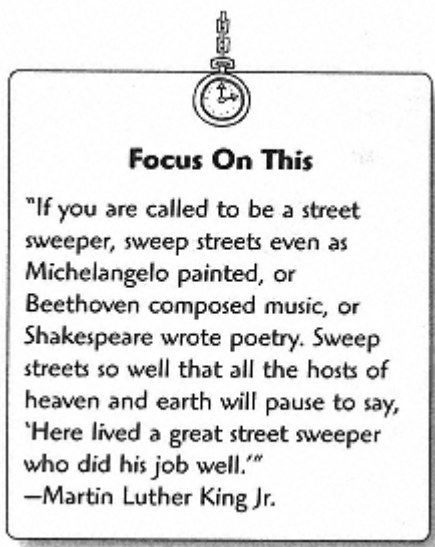 Focus On This
"If you are called to be a street
sweeper, sweep streets even as
Michelangelo painted, or
Beethoven composed music, or
Shakespeare wrote poetry. Sweep
streets so well that all the hosts of
heaven and earth will pause to say,
'Here lived a great street sweeper
who did his job well.'"
—Martin Luther King Jr.